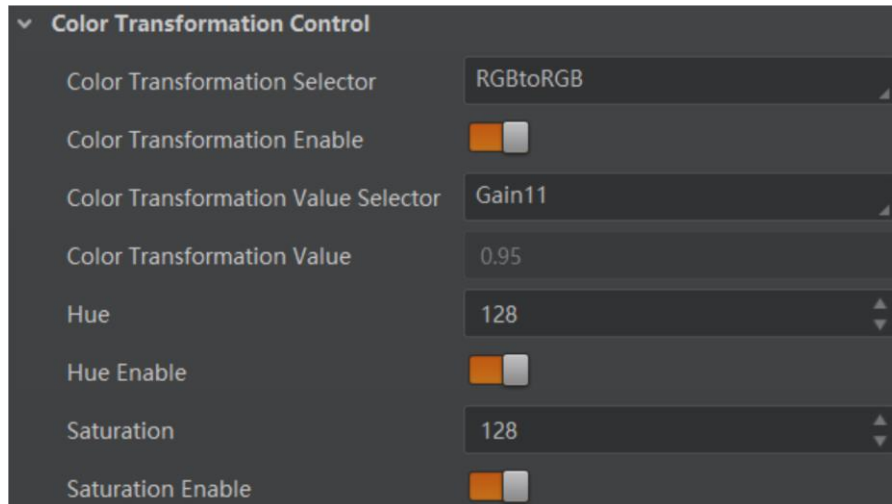 Color Transformation Control
Color Transformation Selector RGBtoRGB
Color Transformation Enable
Color Transformation Value Selector Gain11
Color Transformation Value 0.95
Hue 128
Hue Enable
Saturation 128
Saturation Enable